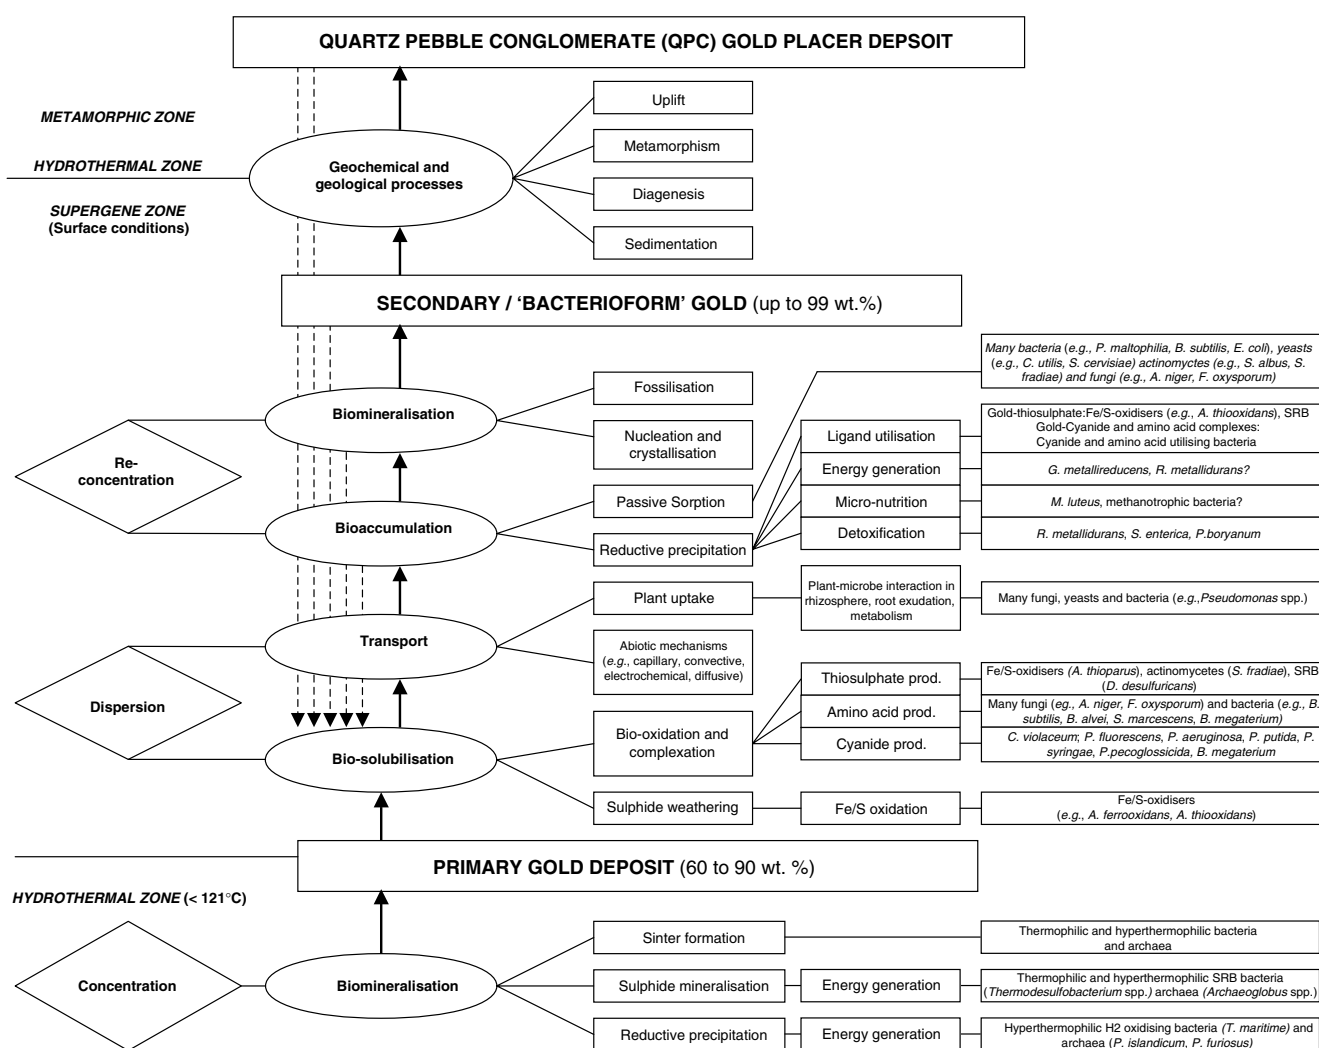 QUARTZ PEBBLE CONGLOMERATE (QPC) GOLD PLACER DEPSOIT
METAMORPHIC ZONE
HYDROTHERMAL ZONE
SUPERGENE ZONE
(Surface conditions)
Geochemical and
geological processes
Uplift
Metamorphism
Diagenesis
Sedimentation
SECONDARY / ‘BACTERIOFORM’ GOLD (up to 99 wt.%)
Re-
concentration
Biomineralisation
Fossilisation
Nucleation and
crystallisation
Bioaccumulation
Passive Sorption
Many bacteria (e.g., P. maltophilia, B. subtilis, E. coli), yeasts
(e.g., C. utilis, S. cervisiae) actinomyctes (e.g., S. albus, S.
fradiae) and fungi (e.g., A. niger, F. oxysporum)
Reductive precipitation
Ligand utilisation
Gold-thiosulphate:Fe/S-oxidisers (e.g., A. thiooxidans), SRB
Gold-Cyanide and amino acid complexes:
Cyanide and amino acid utilising bacteria
Energy generation
G. metallireducens, R. metallidurans?
Micro-nutrition
M. luteus, methanotrophic bacteria?
Detoxification
R. metallidurans, S. enterica, P.boryanum
Dispersion
Transport
Plant uptake
Plant-microbe interaction in
rhizosphere, root exudation,
metabolism
Many fungi, yeasts and bacteria (e.g.,Pseudomonas spp.)
Abiotic mechanisms
(e.g., capillary, convective,
electrochemical, diffusive)
Bio-solubilisation
Bio-oxidation and
complexation
Thiosulphate prod.
Fe/S-oxidisers (A. thioparus), actinomycetes (S. fradiae), SRB
(D. desulfuricans)
Amino acid prod.
Many fungi (eg., A. niger, F. oxysporum) and bacteria (e.g., B.
subtilis, B. alvei, S. marcescens, B. megaterium)
Cyanide prod.
C. violaceum; P. fluorescens, P. aeruginosa, P. putida, P.
syringae, P.pecoglossicida, B. megaterium
Sulphide weathering
Fe/S oxidation
Fe/S-oxidisers
(e.g., A. ferrooxidans, A. thiooxidans)
PRIMARY GOLD DEPOSIT (60 to 90 wt. %)
HYDROTHERMAL ZONE (< 121°C)
Concentration
Biomineralisation
Sinter formation
Thermophilic and hyperthermophilic bacteria
and archaea
Sulphide mineralisation
Energy generation
Thermophilic and hyperthermophilic SRB bacteria
(Thermodesulfobacterium spp.) archaea (Archaeoglobus spp.)
Reductive precipitation
Energy generation
Hyperthermophilic H2 oxidising bacteria (T. maritime) and
archaea (P. islandicum, P. furiosus)